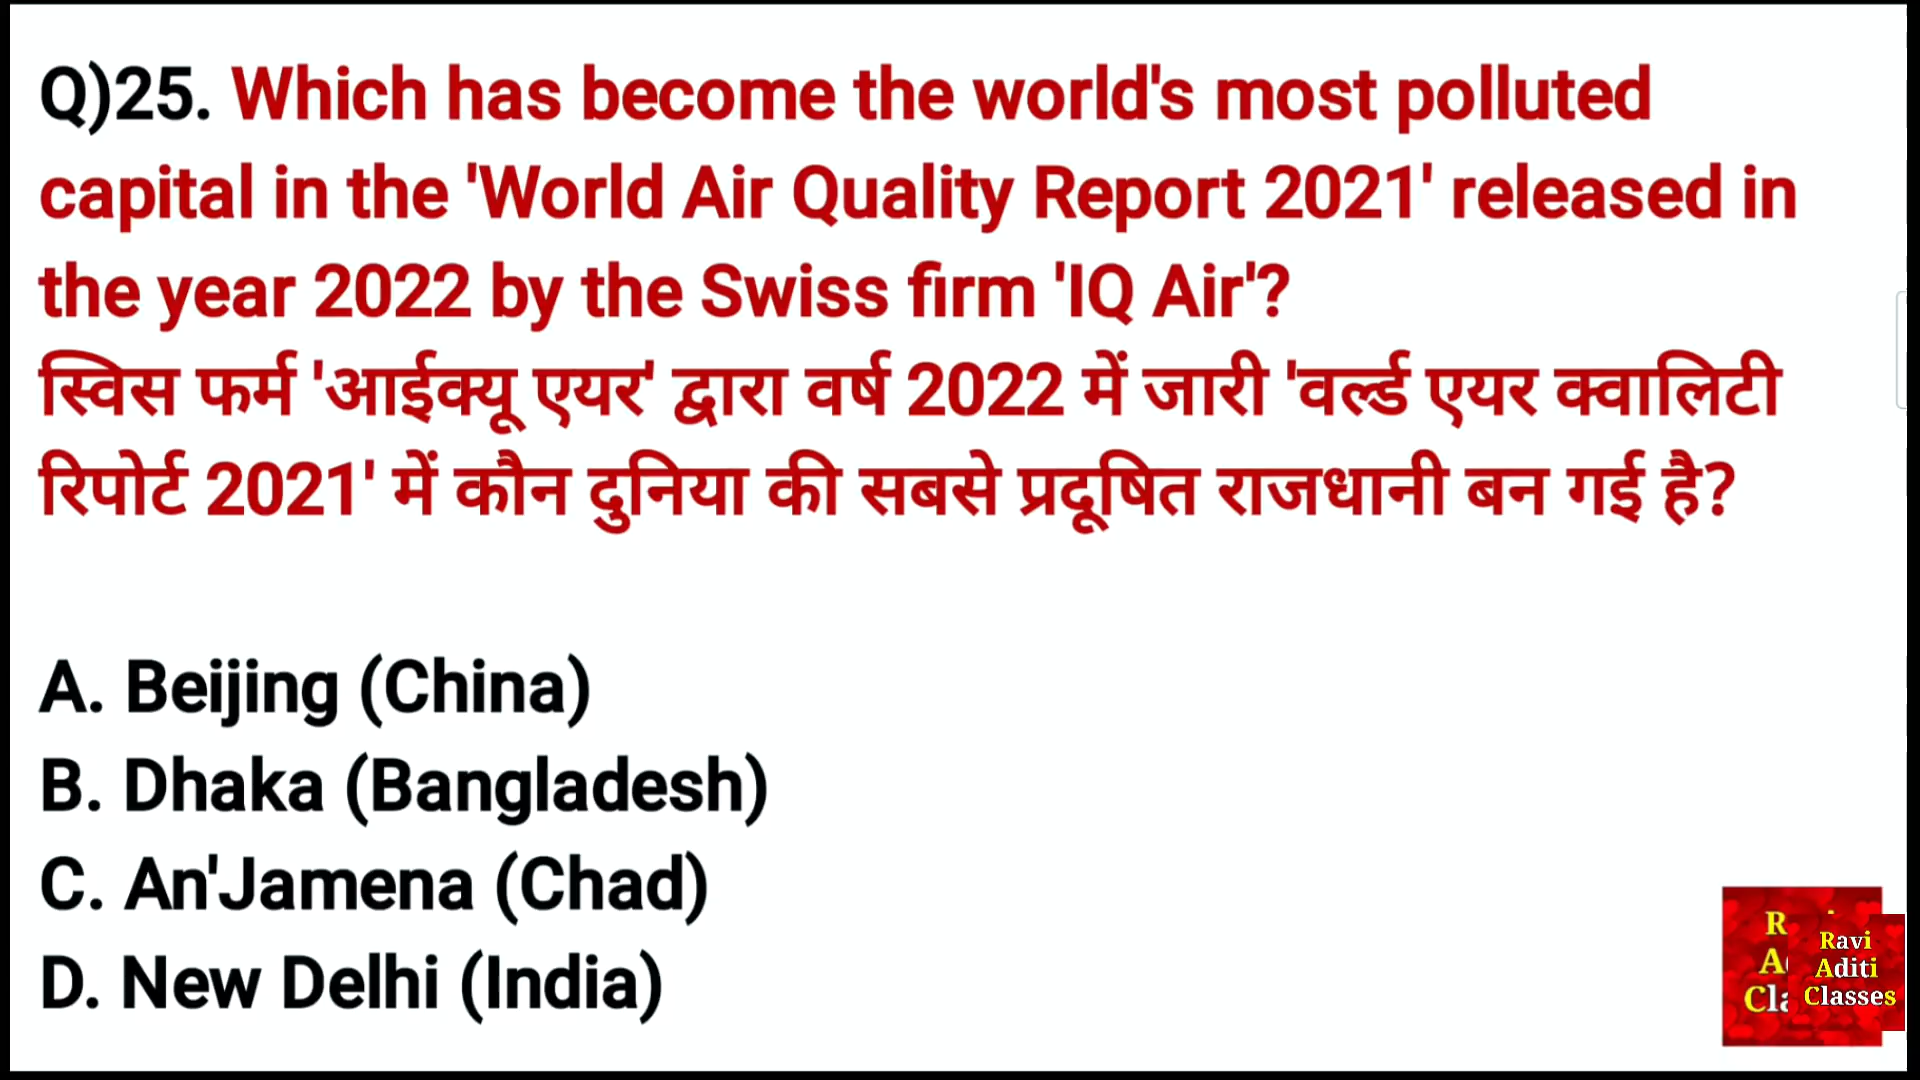 Q)25. Which has become the world's most polluted
capital in the 'World Air Quality Report 2021' released in
the year 2022 by the Swiss firm 'IQ Air'?
स्विस फर्म 'आईक्यू एयर' द्वारा वर्ष 2022 में जारी 'वर्ल्ड एयर क्वालिटी
रिपोर्ट 2021' में कौन दुनिया की सबसे प्रदूषित राजधानी बन गई है?
A. Beijing (China)
B. Dhaka (Bangladesh)
C. An'Jamena (Chad)
D. New Delhi (India)
Ravi
Aditi
Classes